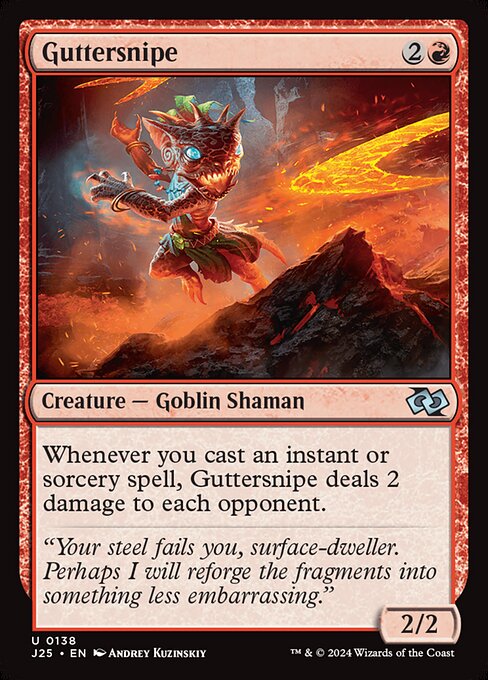 Guttersnipe 2
Creature — Goblin Shaman
Whenever you cast an instant or
sorcery spell, Guttersnipe deals 2
damage to each opponent.
“Your steel fails you, surface-dweller.
Perhaps I will reforge the fragments into
something less embarrassing.”
2/2
U 0138
J25 • EN Andrey Kuzinskiy
™ & © 2024 Wizards of the Coast